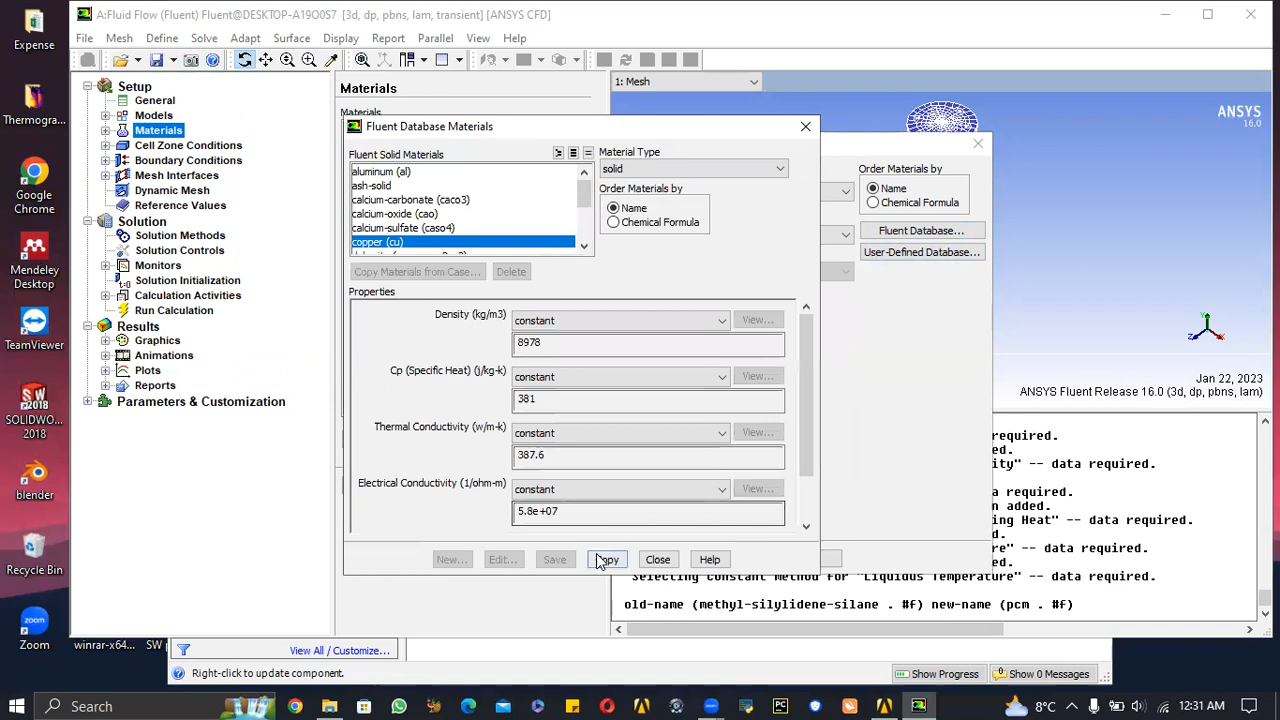 Expense
Thermogra...
Google
Chrome
Mendeley
Desktop
TeamViewer
SOLIDWO...
2018
blender
Recycle Bin
Zoom
winrar-x64...
SW p
A:Fluid Flow (Fluent) Fluent@DESKTOP-A19O0S7 [3d, dp, pbns, lam, transient] [ANSYS CFD]
File Mesh Define Solve Adapt Surface Display Report Parallel View Help
Setup
General
Models
Materials
Cell Zone Conditions
Boundary Conditions
Mesh Interfaces
Dynamic Mesh
Reference Values
Solution
Solution Methods
Solution Controls
Monitors
Solution Initialization
Calculation Activities
Run Calculation
Results
Graphics
Animations
Plots
Reports
Parameters & Customization
Materials
Materials
1: Mesh
Fluent Database Materials
Fluent Solid Materials
aluminum (al)
ash-solid
calcium-carbonate (caco3)
calcium-oxide (cao)
calcium-sulfate (caso4)
copper (cu)
Material Type
solid
Order Materials by
Name
Chemical Formula
Copy Materials from Case... Delete
Properties
Density (kg/m3) constant View...
8978
Cp (Specific Heat) (j/kg-k) constant View...
381
Thermal Conductivity (w/m-k) constant View...
387.6
Electrical Conductivity (1/ohm-m) constant View...
5.8e+07
New... Edit... Save Copy Close Help
Order Materials by
Name
Chemical Formula
Fluent Database...
User-Defined Database...
ANSYS
16.0
Jan 22, 2023
ANSYS Fluent Release 16.0 (3d, dp, pbns, lam)
required.
d.
ity" -- data required.
a required.
n added.
ng Heat" -- data required.
d.
re" -- data required.
Selecting constant method for "Liquidus Temperature" -- data required.
old-name (methyl-silylidene-silane . #f) new-name (pcm . #f)
View All / Customize...
Right-click to update component.
Show Progress
Show 0 Messages
Search
8°C
12:31 AM